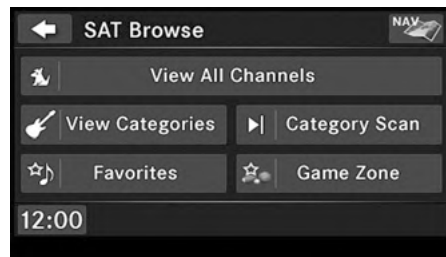 SAT Browse
NAV
View All Channels
View Categories
Category Scan
Favorites
Game Zone
12:00